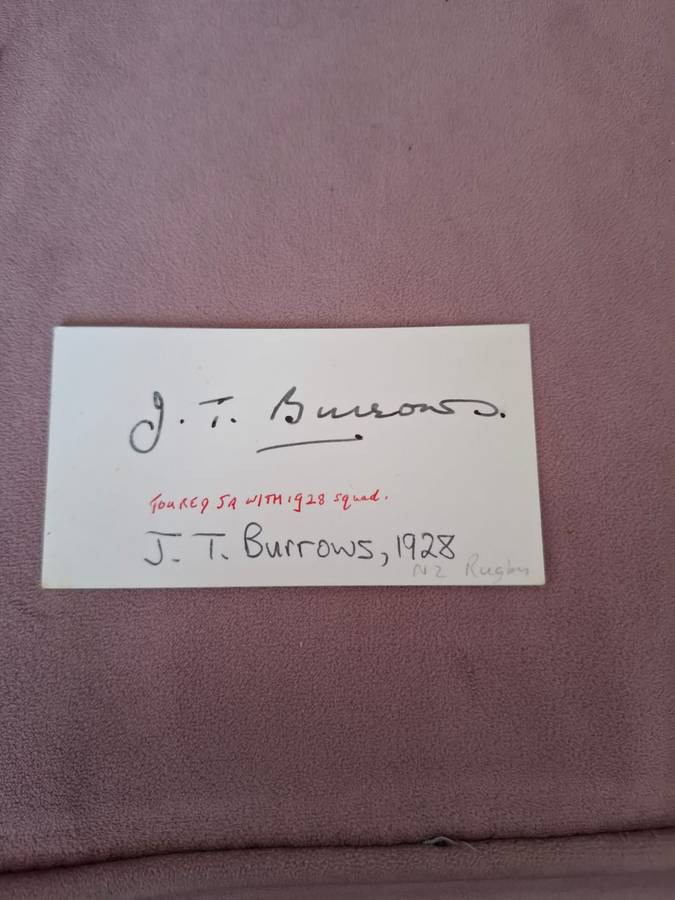 J. T. Burrows.
TOURED SA WITH 1928 squad.
J. T. Burrows, 1928
NZ Rugby